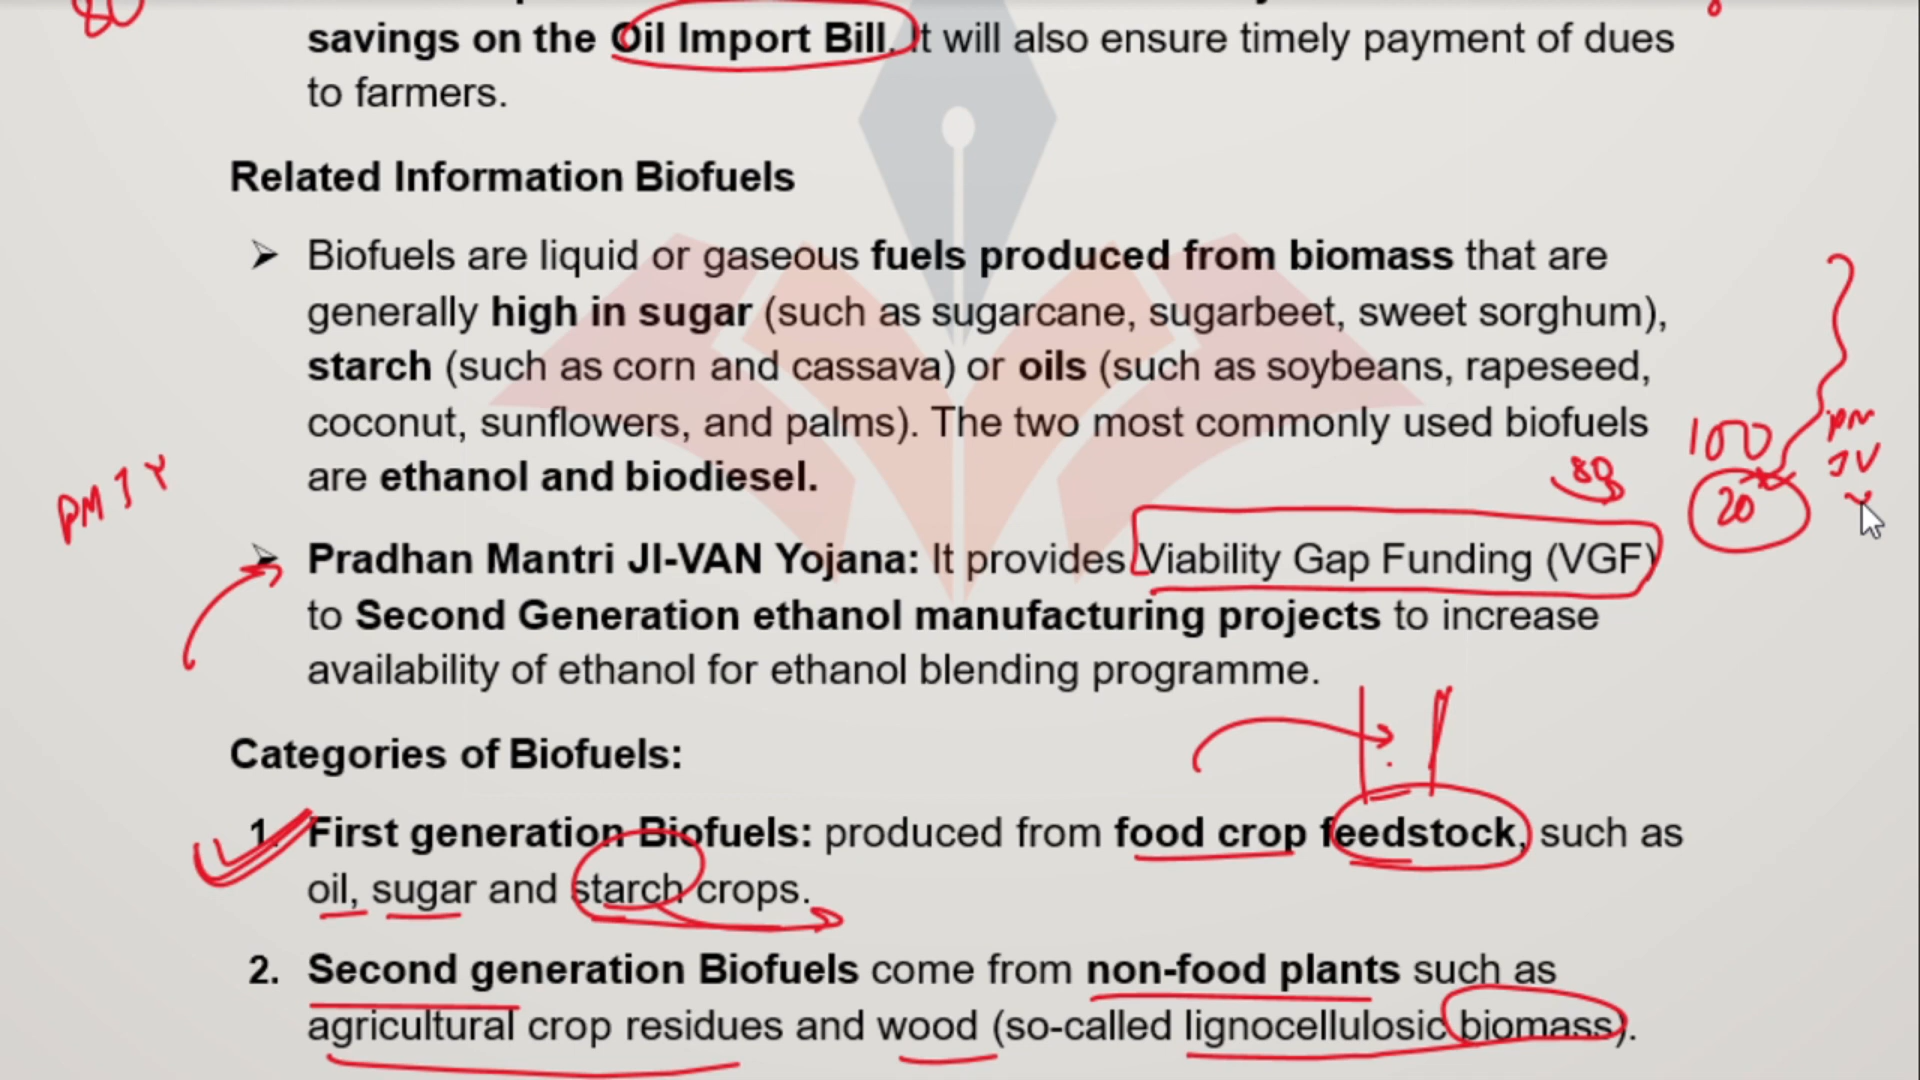 80
savings on the Oil Import Bill. It will also ensure timely payment of dues
to farmers.
Related Information Biofuels
➤ Biofuels are liquid or gaseous fuels produced from biomass that are
generally high in sugar (such as sugarcane, sugarbeet, sweet sorghum),
starch (such as corn and cassava) or oils (such as soybeans, rapeseed,
coconut, sunflowers, and palms). The two most commonly used biofuels
are ethanol and biodiesel.
100
PM
JV
Y
80
20
PM J Y
➤ Pradhan Mantri JI-VAN Yojana: It provides Viability Gap Funding (VGF)
to Second Generation ethanol manufacturing projects to increase
availability of ethanol for ethanol blending programme.
Categories of Biofuels:
1. First generation Biofuels: produced from food crop feedstock, such as
oil, sugar and starch crops.
2. Second generation Biofuels come from non-food plants such as
agricultural crop residues and wood (so-called lignocellulosic biomass).